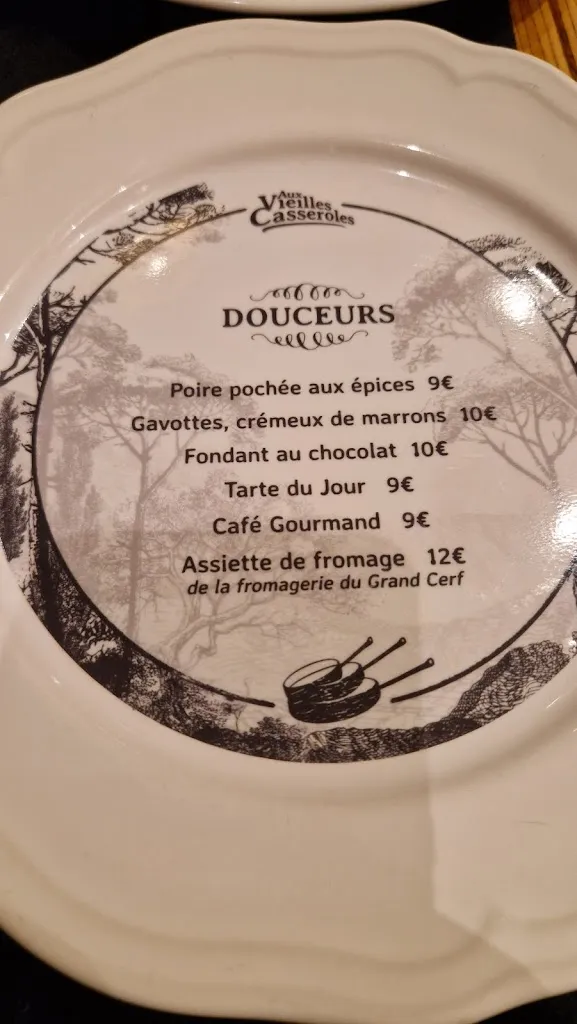 Aux
Vieilles
Casseroles
DOUCEURS
Poire pochée aux épices 9€
Gavottes, crémeux de marrons 10€
Fondant au chocolat 10€
Tarte du Jour 9€
Café Gourmand 9€
Assiette de fromage 12€
de la fromagerie du Grand Cerf